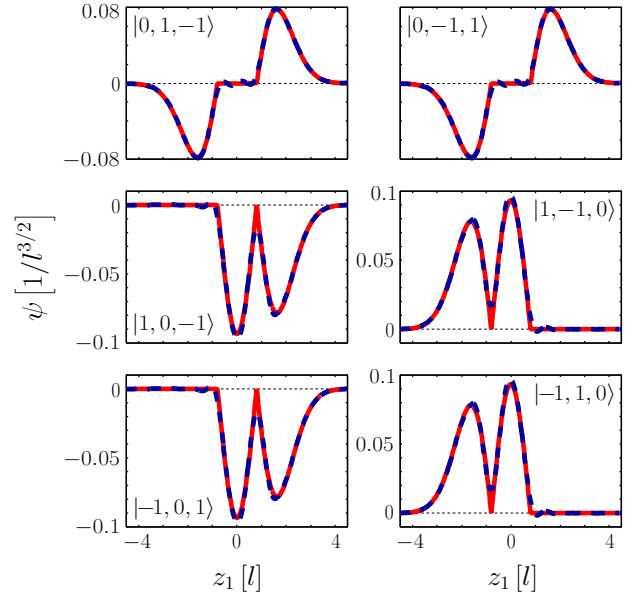 0.08
0
−0.08
|0, 1, −1⟩
|0, −1, 1⟩
0
−0.05
−0.1
|1, 0, −1⟩
0.1
0.05
0
|1, −1, 0⟩
ψ [1/l^{3/2}]
0
−0.05
−0.1
|−1, 0, 1⟩
0.1
0.05
0
|−1, 1, 0⟩
−4 0 4
−4 0 4
z₁ [l]
z₁ [l]